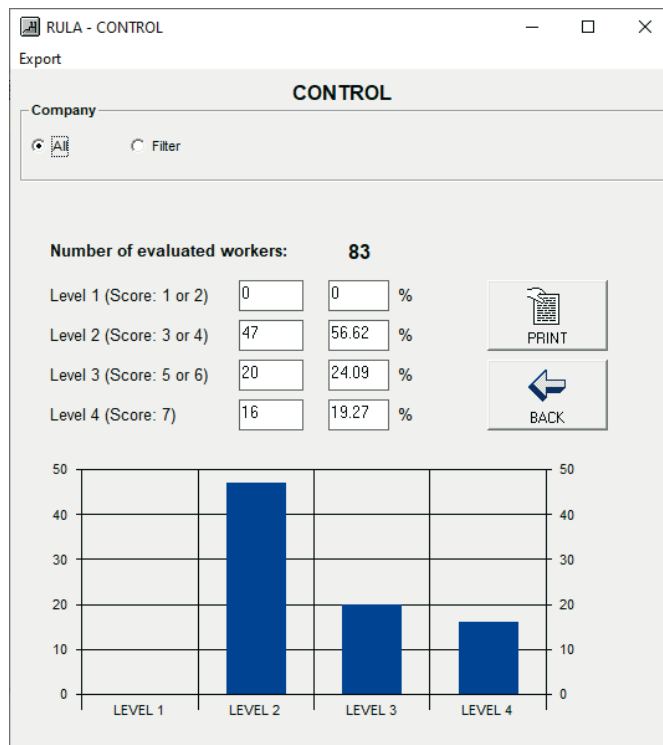 RULA - CONTROL
Export
CONTROL
Company
All Filter
Number of evaluated workers: 83
Level 1 (Score: 1 or 2) 0 0 %
Level 2 (Score: 3 or 4) 47 56.62 %
PRINT
Level 3 (Score: 5 or 6) 20 24.09 %
Level 4 (Score: 7) 16 19.27 %
BACK
50 50
40 40
30 30
20 20
10 10
0 0
LEVEL 1 LEVEL 2 LEVEL 3 LEVEL 4